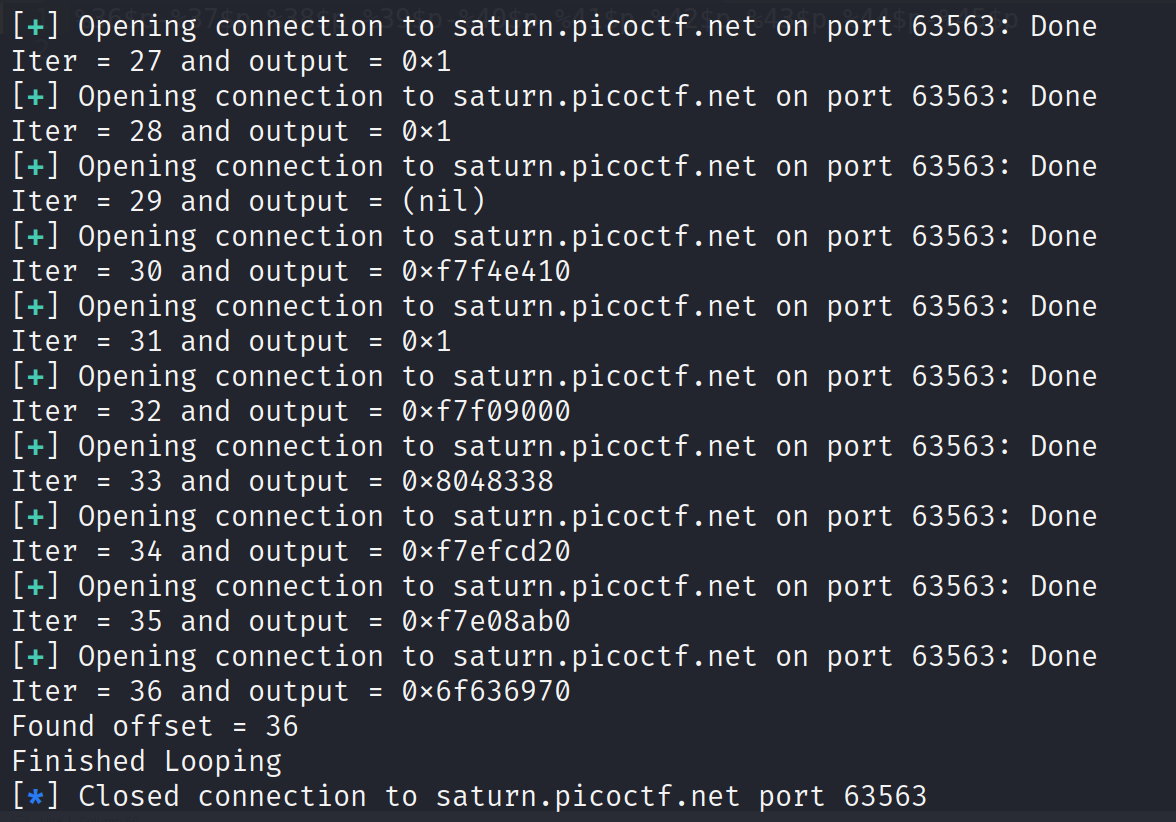 [+] Opening connection to saturn.picoctf.net on port 63563: Done
Iter = 27 and output = 0×1
[+] Opening connection to saturn.picoctf.net on port 63563: Done
Iter = 28 and output = 0×1
[+] Opening connection to saturn.picoctf.net on port 63563: Done
Iter = 29 and output = (nil)
[+] Opening connection to saturn.picoctf.net on port 63563: Done
Iter = 30 and output = 0×f7f4e410
[+] Opening connection to saturn.picoctf.net on port 63563: Done
Iter = 31 and output = 0×1
[+] Opening connection to saturn.picoctf.net on port 63563: Done
Iter = 32 and output = 0×f7f09000
[+] Opening connection to saturn.picoctf.net on port 63563: Done
Iter = 33 and output = 0×8048338
[+] Opening connection to saturn.picoctf.net on port 63563: Done
Iter = 34 and output = 0×f7efcd20
[+] Opening connection to saturn.picoctf.net on port 63563: Done
Iter = 35 and output = 0×f7e08ab0
[+] Opening connection to saturn.picoctf.net on port 63563: Done
Iter = 36 and output = 0×6f636970
Found offset = 36
Finished Looping
[*] Closed connection to saturn.picoctf.net port 63563